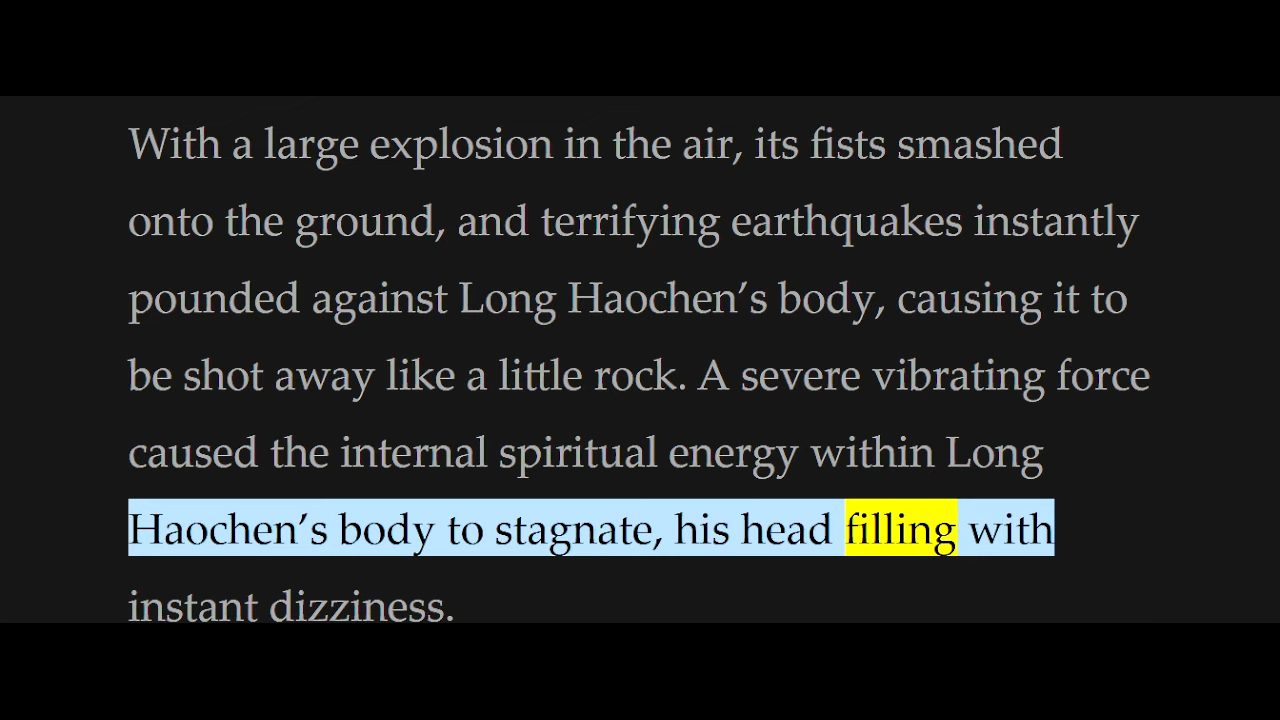 With a large explosion in the air, its fists smashed
onto the ground, and terrifying earthquakes instantly
pounded against Long Haochen’s body, causing it to
be shot away like a little rock. A severe vibrating force
caused the internal spiritual energy within Long
Haochen’s body to stagnate, his head filling with
instant dizziness.